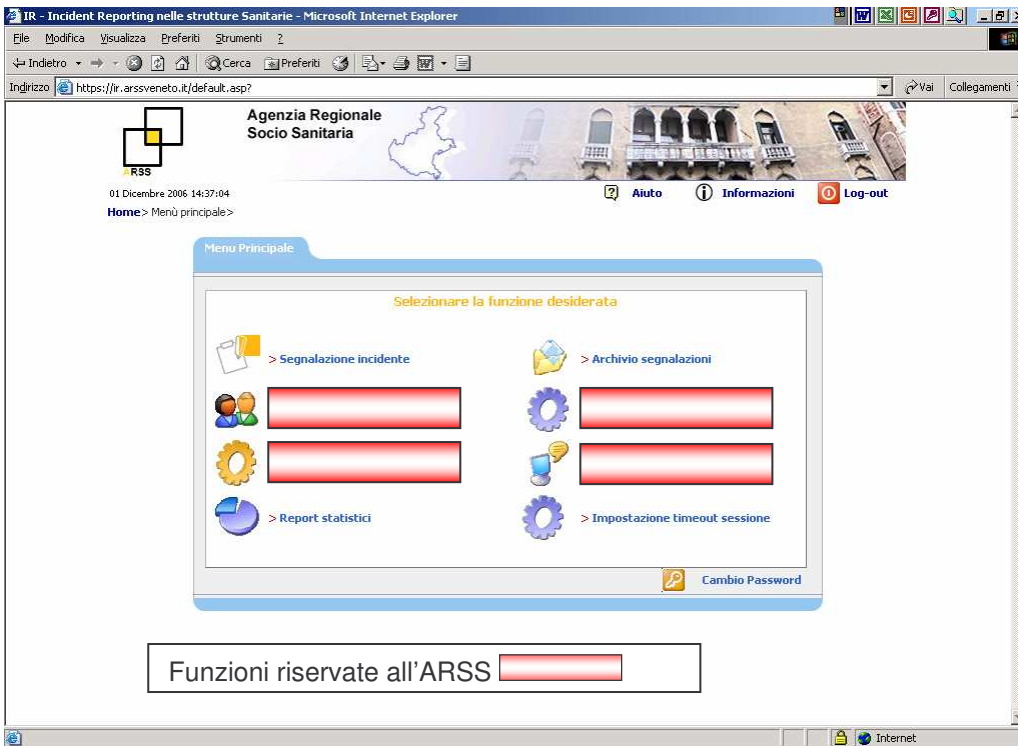 IR - Incident Reporting nelle strutture Sanitarie - Microsoft Internet Explorer
File Modifica Visualizza Preferiti Strumenti ?
Indietro Cerca Preferiti
Indirizzo https://ir.arssveneto.it/default.asp? Vai Collegamenti
Agenzia Regionale
Socio Sanitaria
ARSS
01 Dicembre 2006 14:37:04 Aiuto Informazioni Log-out
Home> Menù principale>
Menu Principale
Selezionare la funzione desiderata
> Segnalazione incidente > Archivio segnalazioni
> Report statistici > Impostazione timeout sessione
Cambio Password
Funzioni riservate all'ARSS
Internet